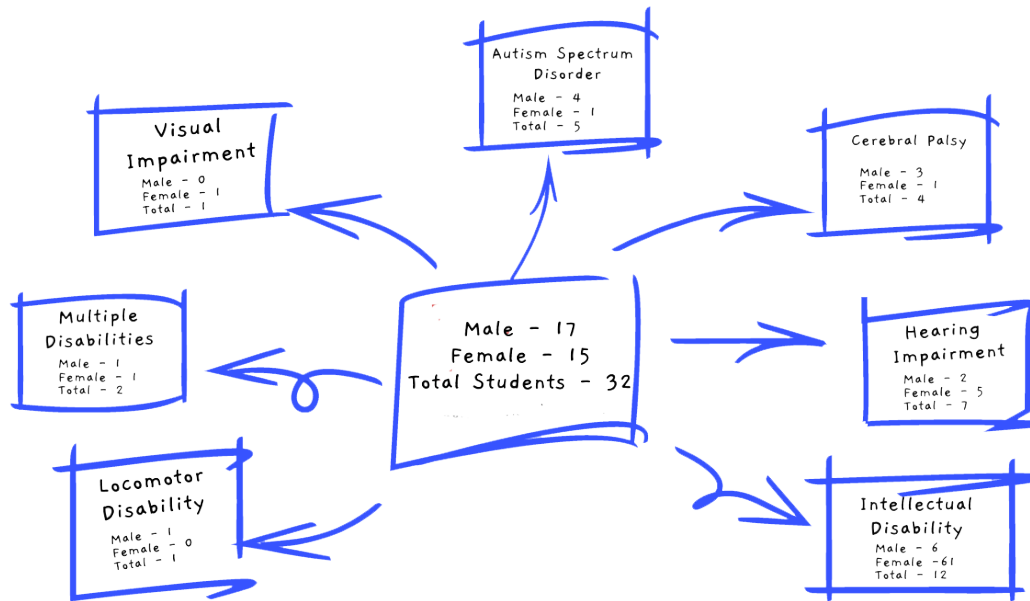 Autism Spectrum
Disorder
Male - 4
Female - 1
Total - 5
Visual
Impairment
Male - 0
Female - 1
Total - 1
Cerebral Palsy
Male - 3
Female - 1
Total - 4
Multiple
Disabilities
Male - 1
Female - 1
Total - 2
Male - 17
Female - 15
Total Students - 32
Hearing
Impairment
Male - 2
Female - 5
Total - 7
Locomotor
Disability
Male - 1
Female - 0
Total - 1
Intellectual
Disability
Male - 6
Female -61
Total - 12